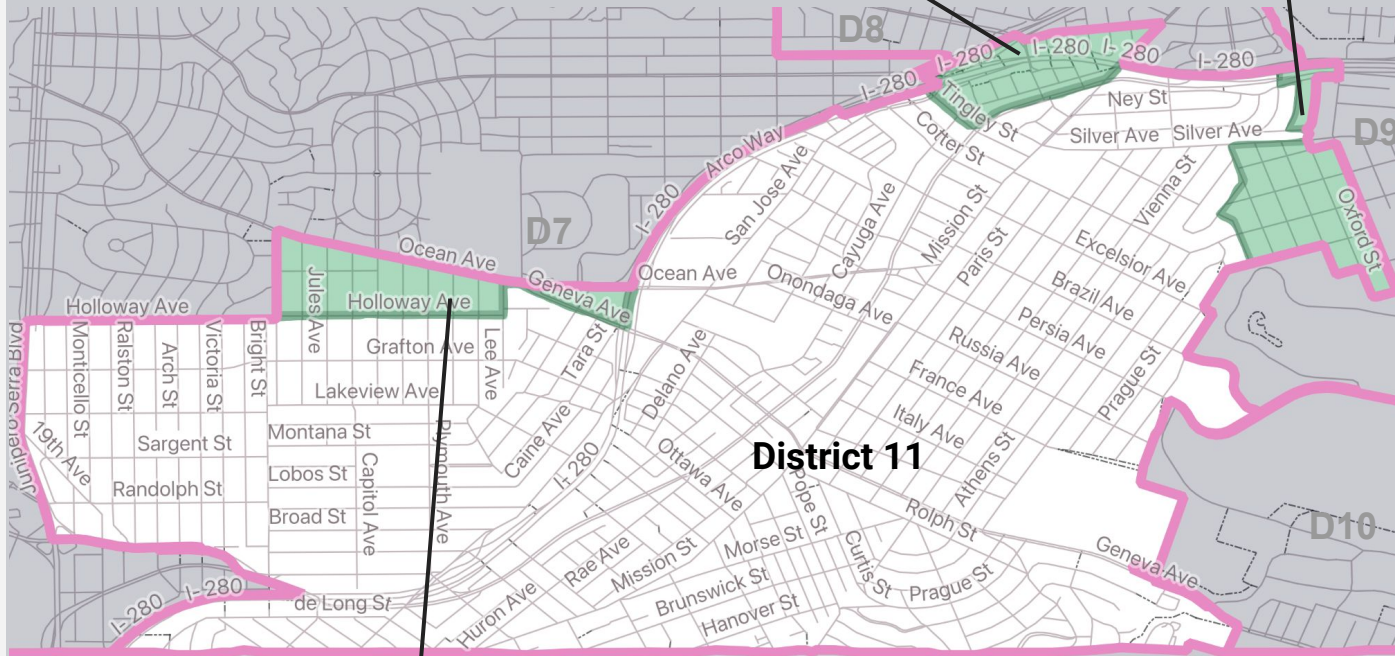 D8
I-280
I-280
I-280
I-280
I-280
Ney St
Tingley St
Silver Ave
Silver Ave
Cotter St
D9
Arco Way
San Jose Ave
Cayuga Ave
Mission St
Vienna St
Oxford St
I-280
D7
Ocean Ave
Geneva Ave
Ocean Ave
Onondaga Ave
Paris St
Excelsior Ave
Brazil Ave
Persia Ave
Russia Ave
France Ave
Italy Ave
Prague St
Athens St
Jules Ave
Holloway Ave
Holloway Ave
Junipero Serra Blvd
Monticello St
Ralston St
Arch St
Victoria St
Bright St
Grafton Ave
Lee Ave
Tara St
Delano Ave
Lakeview Ave
19th Ave
Sargent St
Montana St
Plymouth Ave
Caine Ave
Ottawa Ave
District 11
Randolph St
Lobos St
Capitol Ave
I-280
Pope St
Rolph St
Broad St
D10
Rae Ave
Mission St
Morse St
Curtis St
Geneva Ave
Brunswick St
Prague St
Hanover St
Huron Ave
de Long St
I-280
I-280